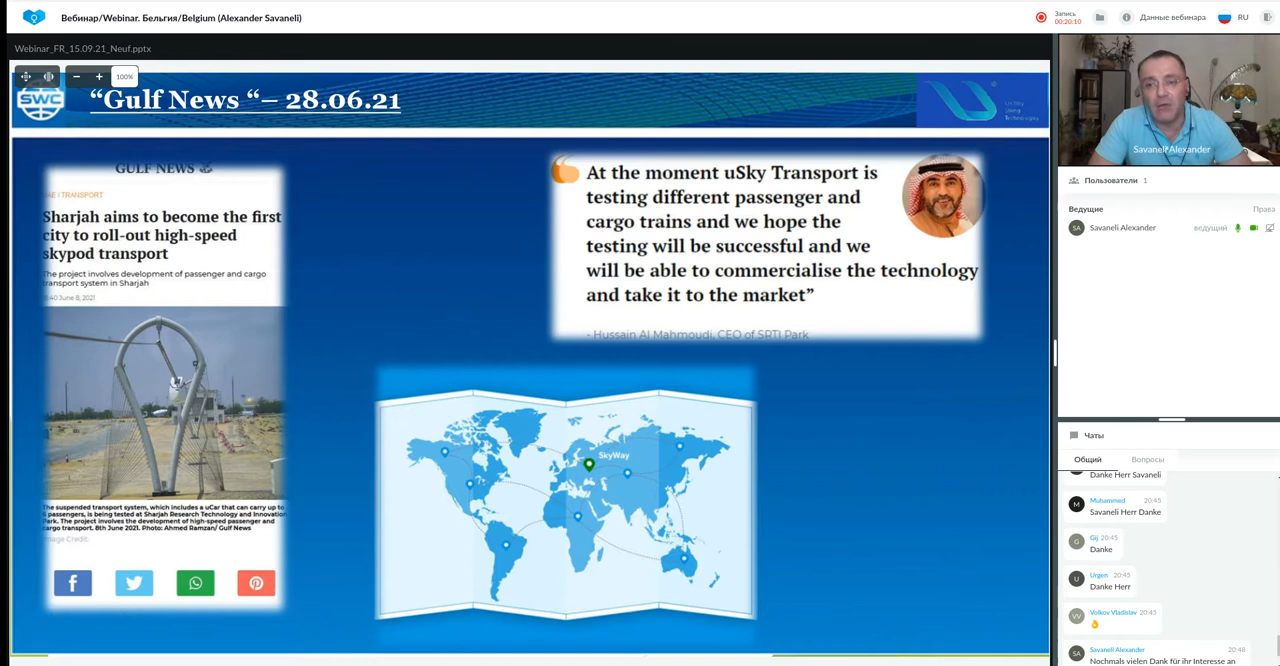 Вебинар/Webinar. Бельгия/Belgium (Alexander Savaneli)
Запись
00:20:10
Данные вебинара
RU
Webinar_FR_15.09.21_Neuf.pptx
100%
SWC
“Gulf News “– 28.06.21
GULF NEWS
UAE / TRANSPORT
Sharjah aims to become the first
city to roll-out high-speed
skypod transport
The project involves development of passenger and cargo
transport system in Sharjah
:40 June 8, 2021
The suspended transport system, which includes a uCar that can carry up to
6 passengers, is being tested at Sharjah Research Technology and Innovation
Park. The project involves the development of high-speed passenger and
cargo transport. 8th June 2021. Photo: Ahmed Ramzan/ Gulf News
Image Credit:
At the moment uSky Transport is
testing different passenger and
cargo trains and we hope the
testing will be successful and we
will be able to commercialise the technology
and take it to the market”
- Hussain Al Mahmoudi, CEO of SRTI Park
SkyWay
Savaneli Alexander
Пользователи 1
Ведущие
Права
SA
Savaneli Alexander
ведущий
Чаты
Общий
Вопросы
Danke Herr Savaneli
M
Muhammed 20:45
Savaneli Herr Danke
G
Gij 20:45
Danke
U
Urgen 20:45
Danke Herr
VV
Volkov Vladislav 20:45
SA
Savaneli Alexander 20:48
Nochmals vielen Dank für ihr Interesse an